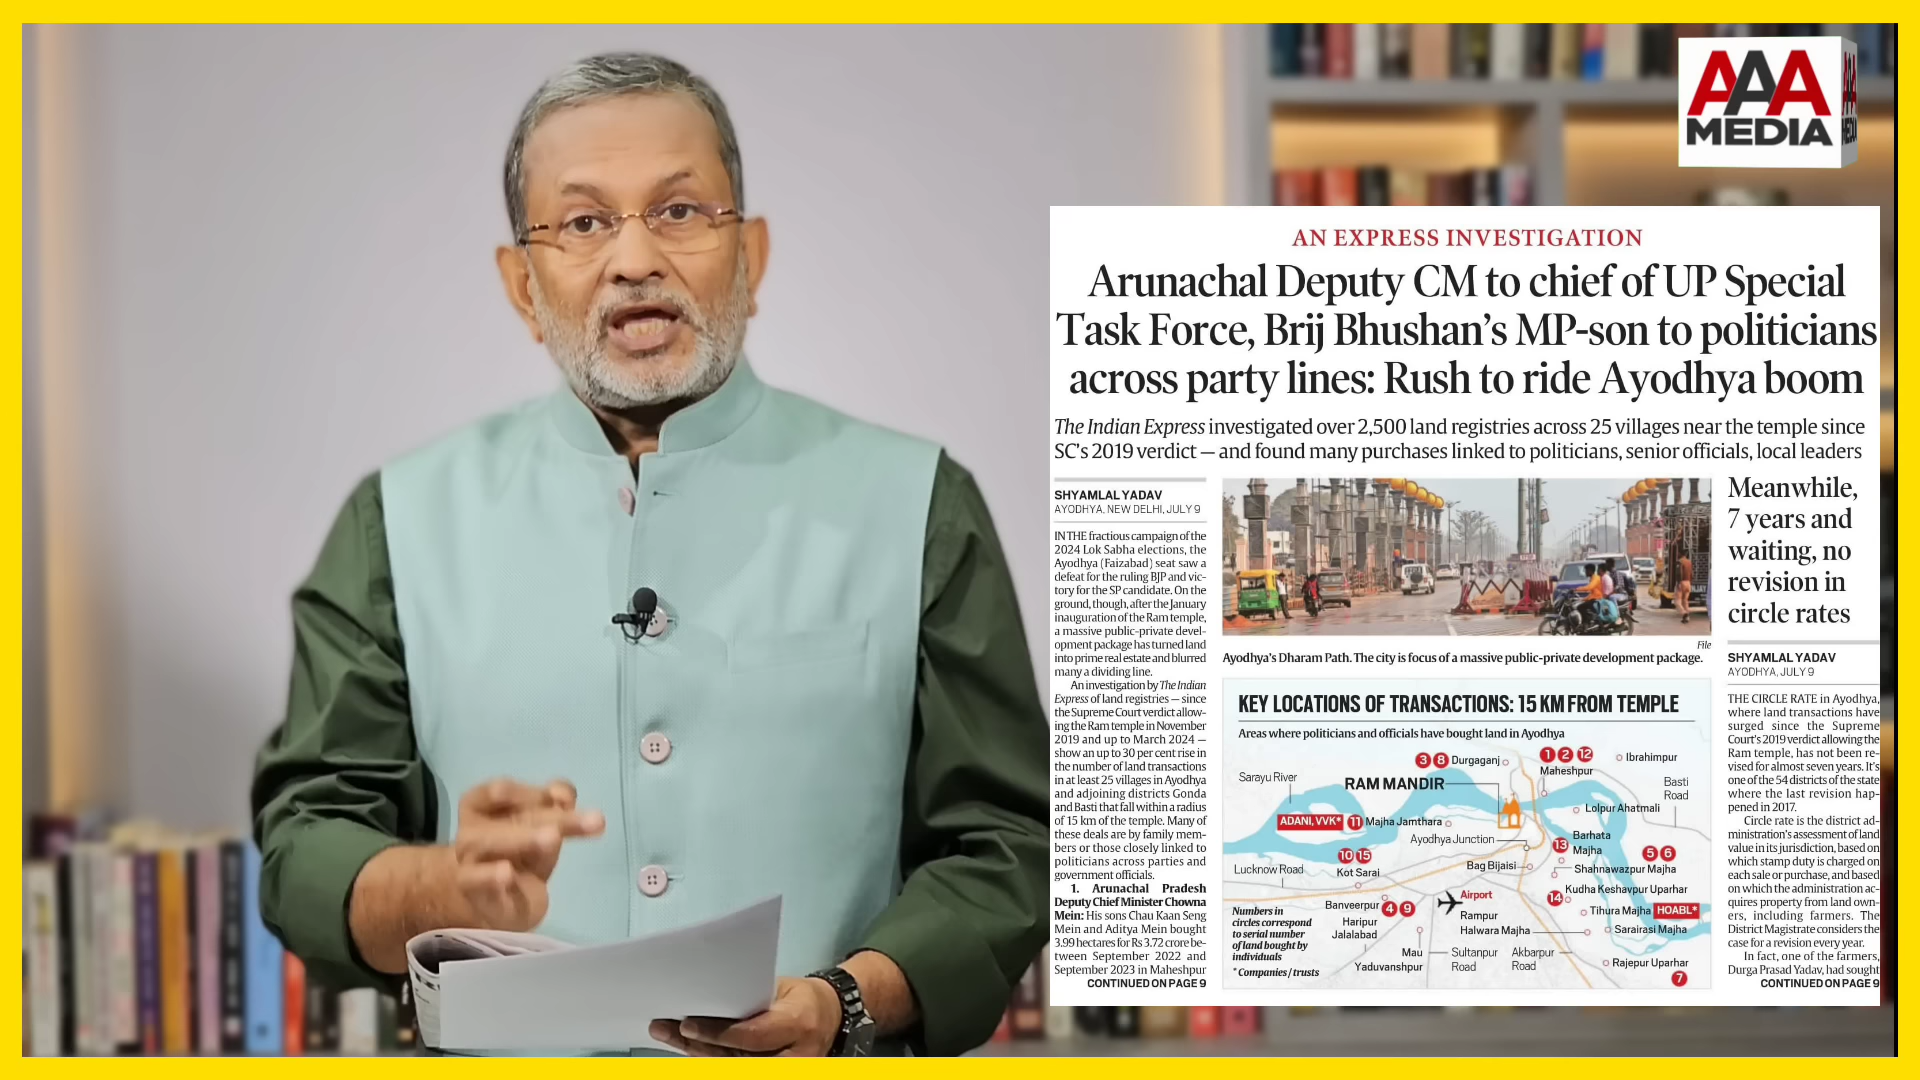 AAA
MEDIA
AN EXPRESS INVESTIGATION
Arunachal Deputy CM to chief of UP Special
Task Force, Brij Bhushan's MP-son to politicians
across party lines: Rush to ride Ayodhya boom
The Indian Express investigated over 2,500 land registries across 25 villages near the temple since
SC's 2019 verdict — and found many purchases linked to politicians, senior officials, local leaders
SHYAMLAL YADAV
AYODHYA, NEW DELHI, JULY 9
IN THE fractious campaign of the
2024 Lok Sabha elections, the
Ayodhya (Faizabad) seat saw a
defeat for the ruling BJP and vic-
tory for the SP candidate. On the
ground, though, after the January
inauguration of the Ram temple,
a massive public-private devel-
opment package has turned land
into prime real estate and blurred
many a dividing line.
An investigation by The Indian
Express of land registries — since
the Supreme Court verdict allow-
ing the Ram temple in November
2019 and up to March 2024 —
show an up to 30 per cent rise in
the number of land transactions
in at least 25 villages in Ayodhya
and adjoining districts Gonda
and Basti that fall within a radius
of 15 km of the temple. Many of
these deals are by family mem-
bers or those closely linked to
politicians across parties and
government officials.
1. Arunachal Pradesh
Deputy Chief Minister Chowna
Mein: His sons Chau Kaan Seng
Mein and Aditya Mein bought
3.99 hectares for Rs 3.72 crore be-
tween September 2022 and
September 2023 in Maheshpur
CONTINUED ON PAGE 9
File
Ayodhya's Dharam Path. The city is focus of a massive public-private development package.
KEY LOCATIONS OF TRANSACTIONS: 15 KM FROM TEMPLE
Areas where politicians and officials have bought land in Ayodhya
3 8 Durgaganj
1 2 12
Maheshpur
Ibrahimpur
Sarayu River
RAM MANDIR
Basti
Road
Lolpur Ahatmali
ADANI, VVK* 11 Majha Jamthara
Ayodhya Junction
Barhata
Majha
13
10 15
Kot Sarai
Bag Bijaisi
5 6
Shahnawazpur Majha
Lucknow Road
Kudha Keshavpur Uparhar
14
Banveerpur 4 9
Airport
Tihura Majha HOABL*
Haripur
Jalalabad
Rampur
Halwara Majha
Sarairasi Majha
Mau
Yaduvanshpur
Sultanpur
Road
Akbarpur
Road
Rajepur Uparhar
7
Numbers in
circles correspond
to serial number
of land bought by
individuals
* Companies / trusts
Meanwhile,
7 years and
waiting, no
revision in
circle rates
SHYAMLAL YADAV
AYODHYA, JULY 9
THE CIRCLE RATE in Ayodhya,
where land transactions have
surged since the Supreme
Court's 2019 verdict allowing the
Ram temple, has not been re-
vised for almost seven years. It's
one of the 54 districts of the state
where the last revision hap-
pened in 2017.
Circle rate is the district ad-
ministration's assessment of land
value in its jurisdiction, based on
which stamp duty is charged on
each sale or purchase, and based
on which the administration ac-
quires property from land own-
ers, including farmers. The
District Magistrate considers the
case for a revision every year.
In fact, one of the farmers,
Durga Prasad Yadav, had sought
CONTINUED ON PAGE 9